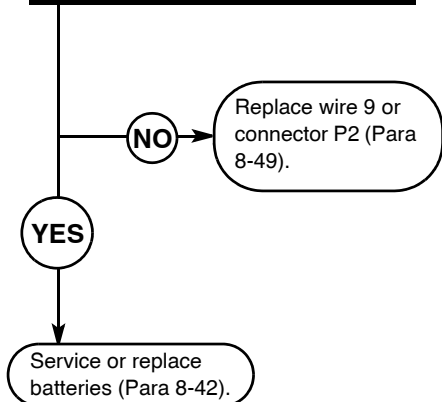 NO
Replace wire 9 or
connector P2 (Para
8-49).
YES
Service or replace
batteries (Para 8-42).